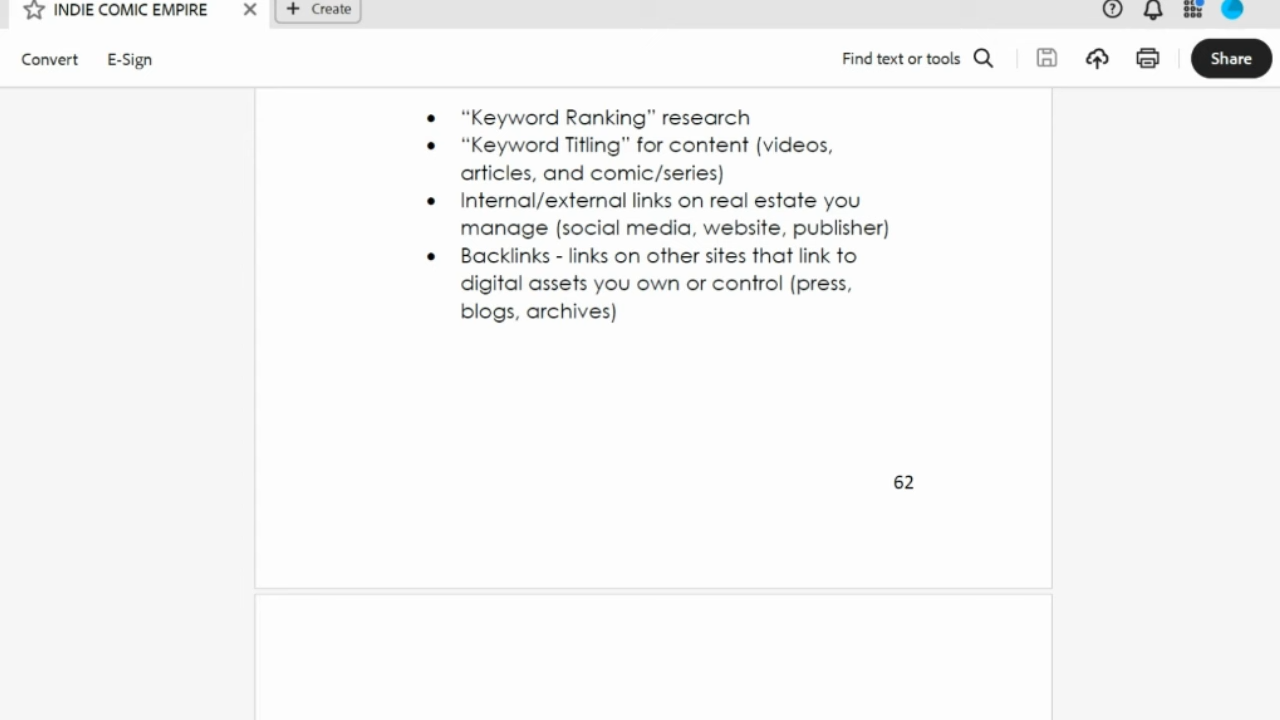 INDIE COMIC EMPIRE
+ Create
Convert
E-Sign
Find text or tools
Share
• “Keyword Ranking” research
• “Keyword Titling” for content (videos,
articles, and comic/series)
• Internal/external links on real estate you
manage (social media, website, publisher)
• Backlinks - links on other sites that link to
digital assets you own or control (press,
blogs, archives)
62